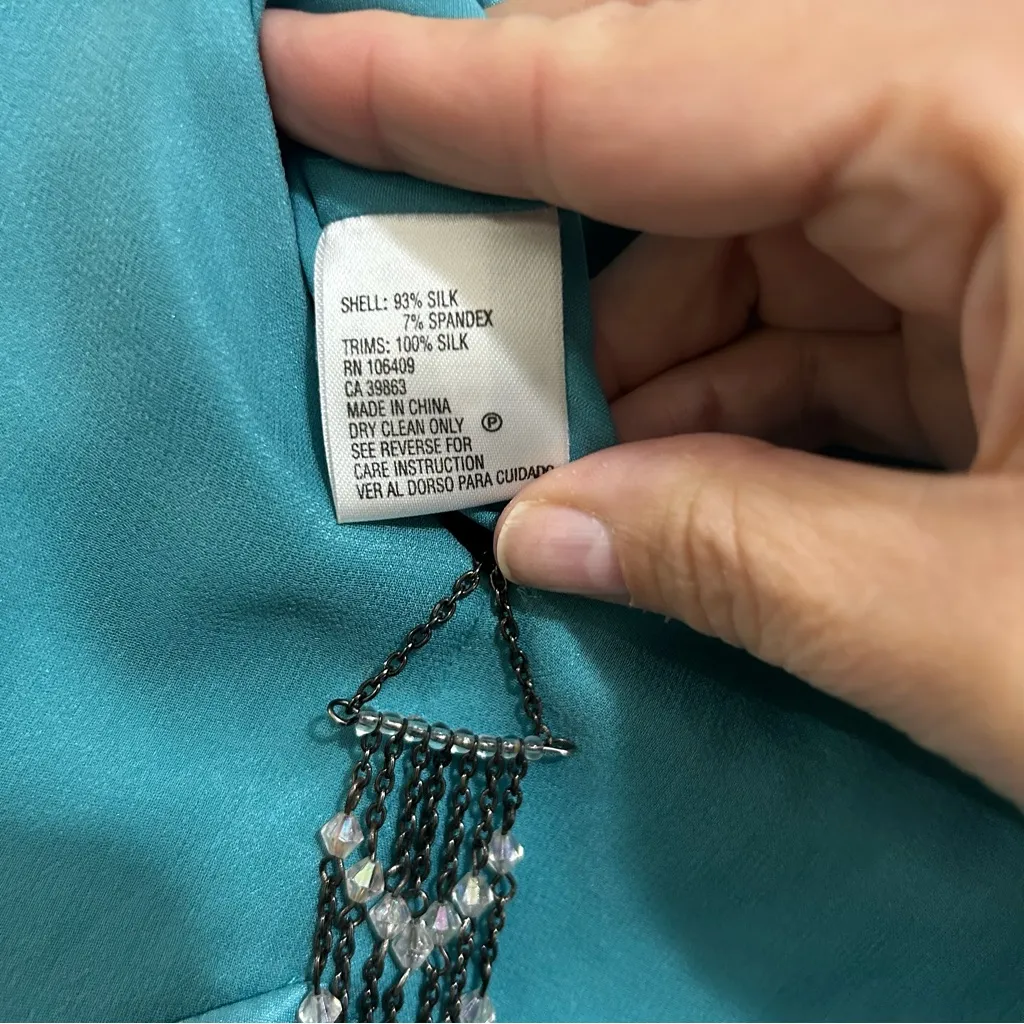 SHELL: 93% SILK
7% SPANDEX
TRIMS: 100% SILK
RN 106409
CA 39863
MADE IN CHINA
DRY CLEAN ONLY Ⓟ
SEE REVERSE FOR
CARE INSTRUCTION
VER AL DORSO PARA CUIDADO